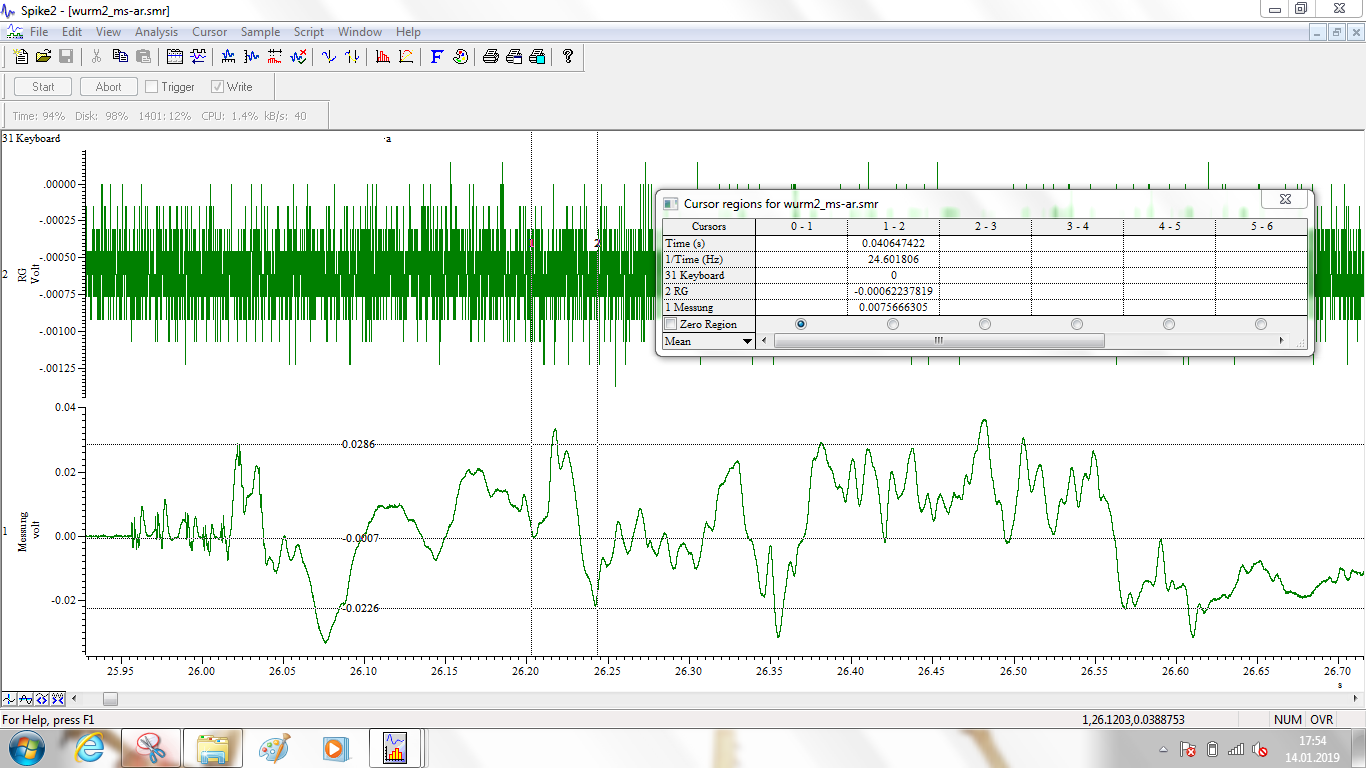 Spike2 - [wurm2_ms-ar.smr]
File Edit View Analysis Cursor Sample Script Window Help
Start Abort Trigger Write
Time: 94% Disk: 98% 1401: 12% CPU: 1.4% kB/s: 40
31 Keyboard
·a
.00000
-.00025
-.00050
-.00075
-.00100
-.00125
2
RG
Volt
1
2
Cursor regions for wurm2_ms-ar.smr
Cursors 0 - 1 1 - 2 2 - 3 3 - 4 4 - 5 5 - 6
Time (s) 0.040647422
1/Time (Hz) 24.601806
31 Keyboard 0
2 RG -0.00062237819
1 Messung 0.0075666305
Zero Region
Mean
0.04
0.02
0.00
-0.02
1
Messung
volt
0.0286
-0.0007
-0.0226
25.95 26.00 26.05 26.10 26.15 26.20 26.25 26.30 26.35 26.40 26.45 26.50 26.55 26.60 26.65 26.70
s
For Help, press F1
1,26.1203,0.0388753
NUM OVR
17:54
14.01.2019